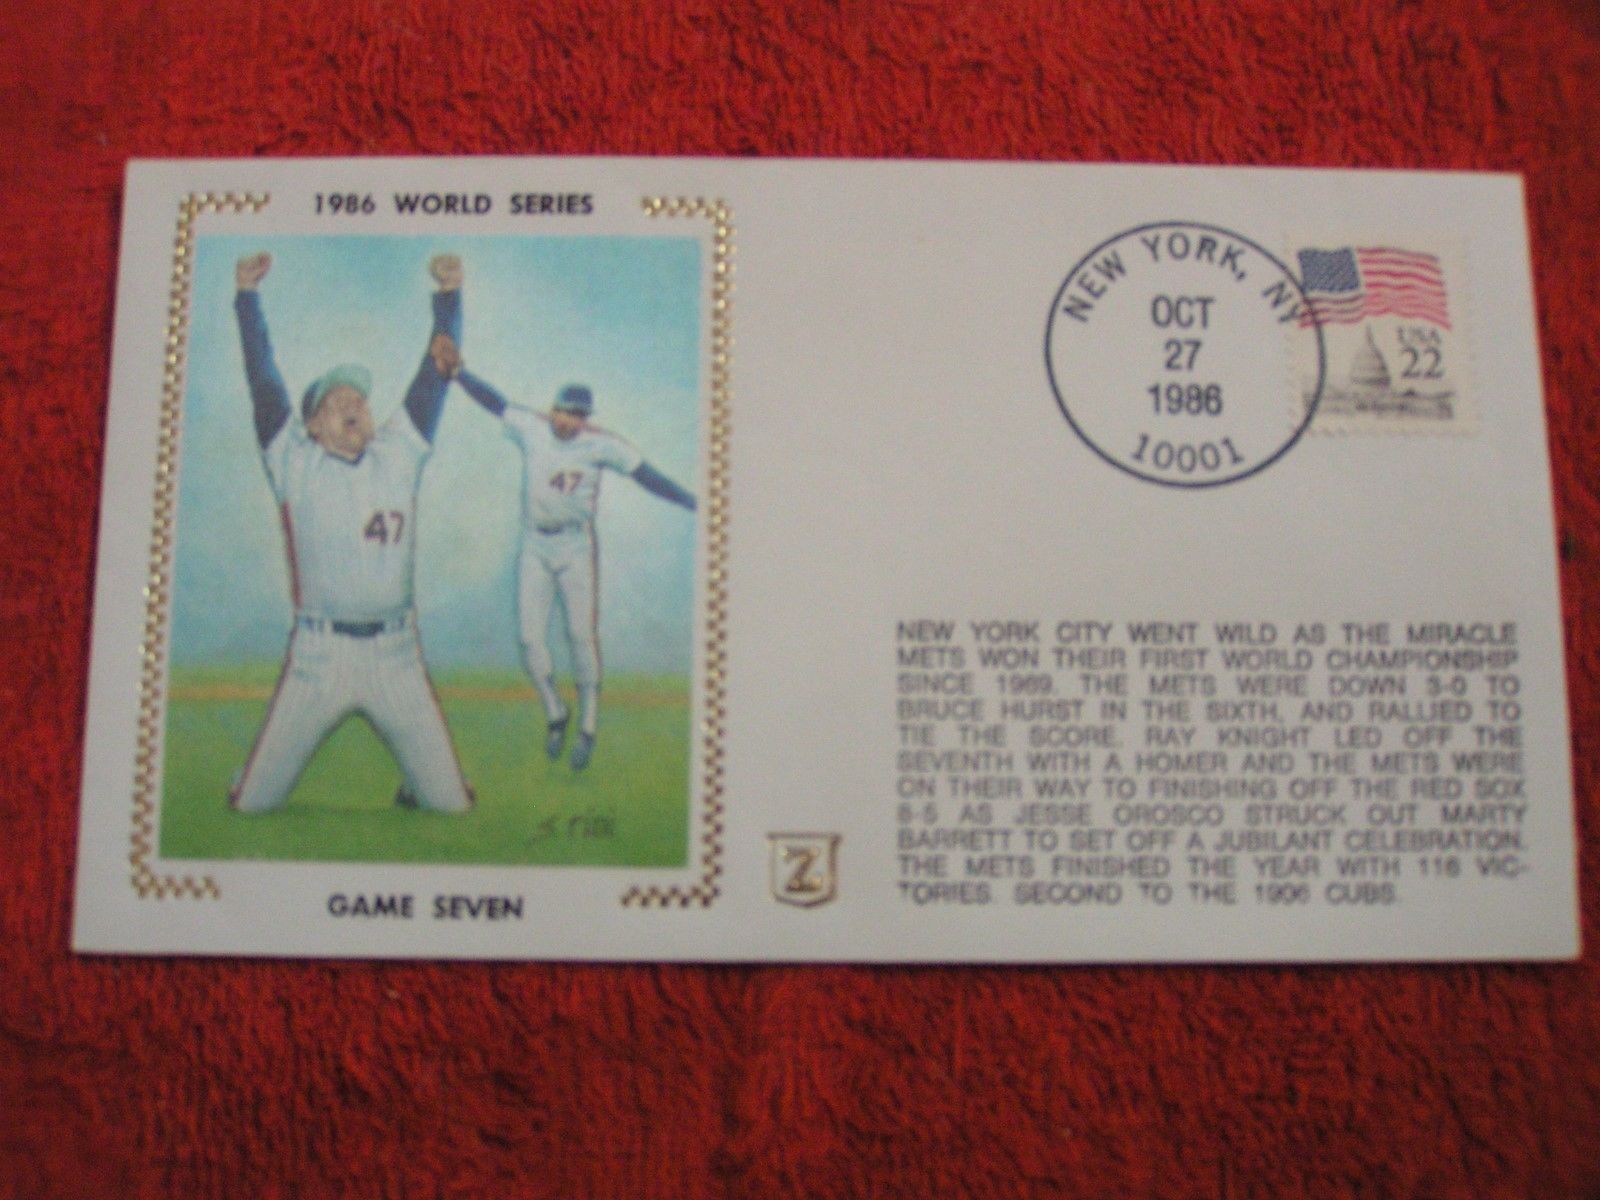 1986 WORLD SERIES
47
47
S. Rini
GAME SEVEN
Z
NEW YORK, NY
OCT
27
1986
10001
USA
22
NEW YORK CITY WENT WILD AS THE MIRACLE
METS WON THEIR FIRST WORLD CHAMPIONSHIP
SINCE 1969. THE METS WERE DOWN 3-0 TO
BRUCE HURST IN THE SIXTH, AND RALLIED TO
TIE THE SCORE. RAY KNIGHT LED OFF THE
SEVENTH WITH A HOMER AND THE METS WERE
ON THEIR WAY TO FINISHING OFF THE RED SOX
8-5 AS JESSE OROSCO STRUCK OUT MARTY
BARRETT TO SET OFF A JUBILANT CELEBRATION.
THE METS FINISHED THE YEAR WITH 116 VIC-
TORIES. SECOND TO THE 1906 CUBS.